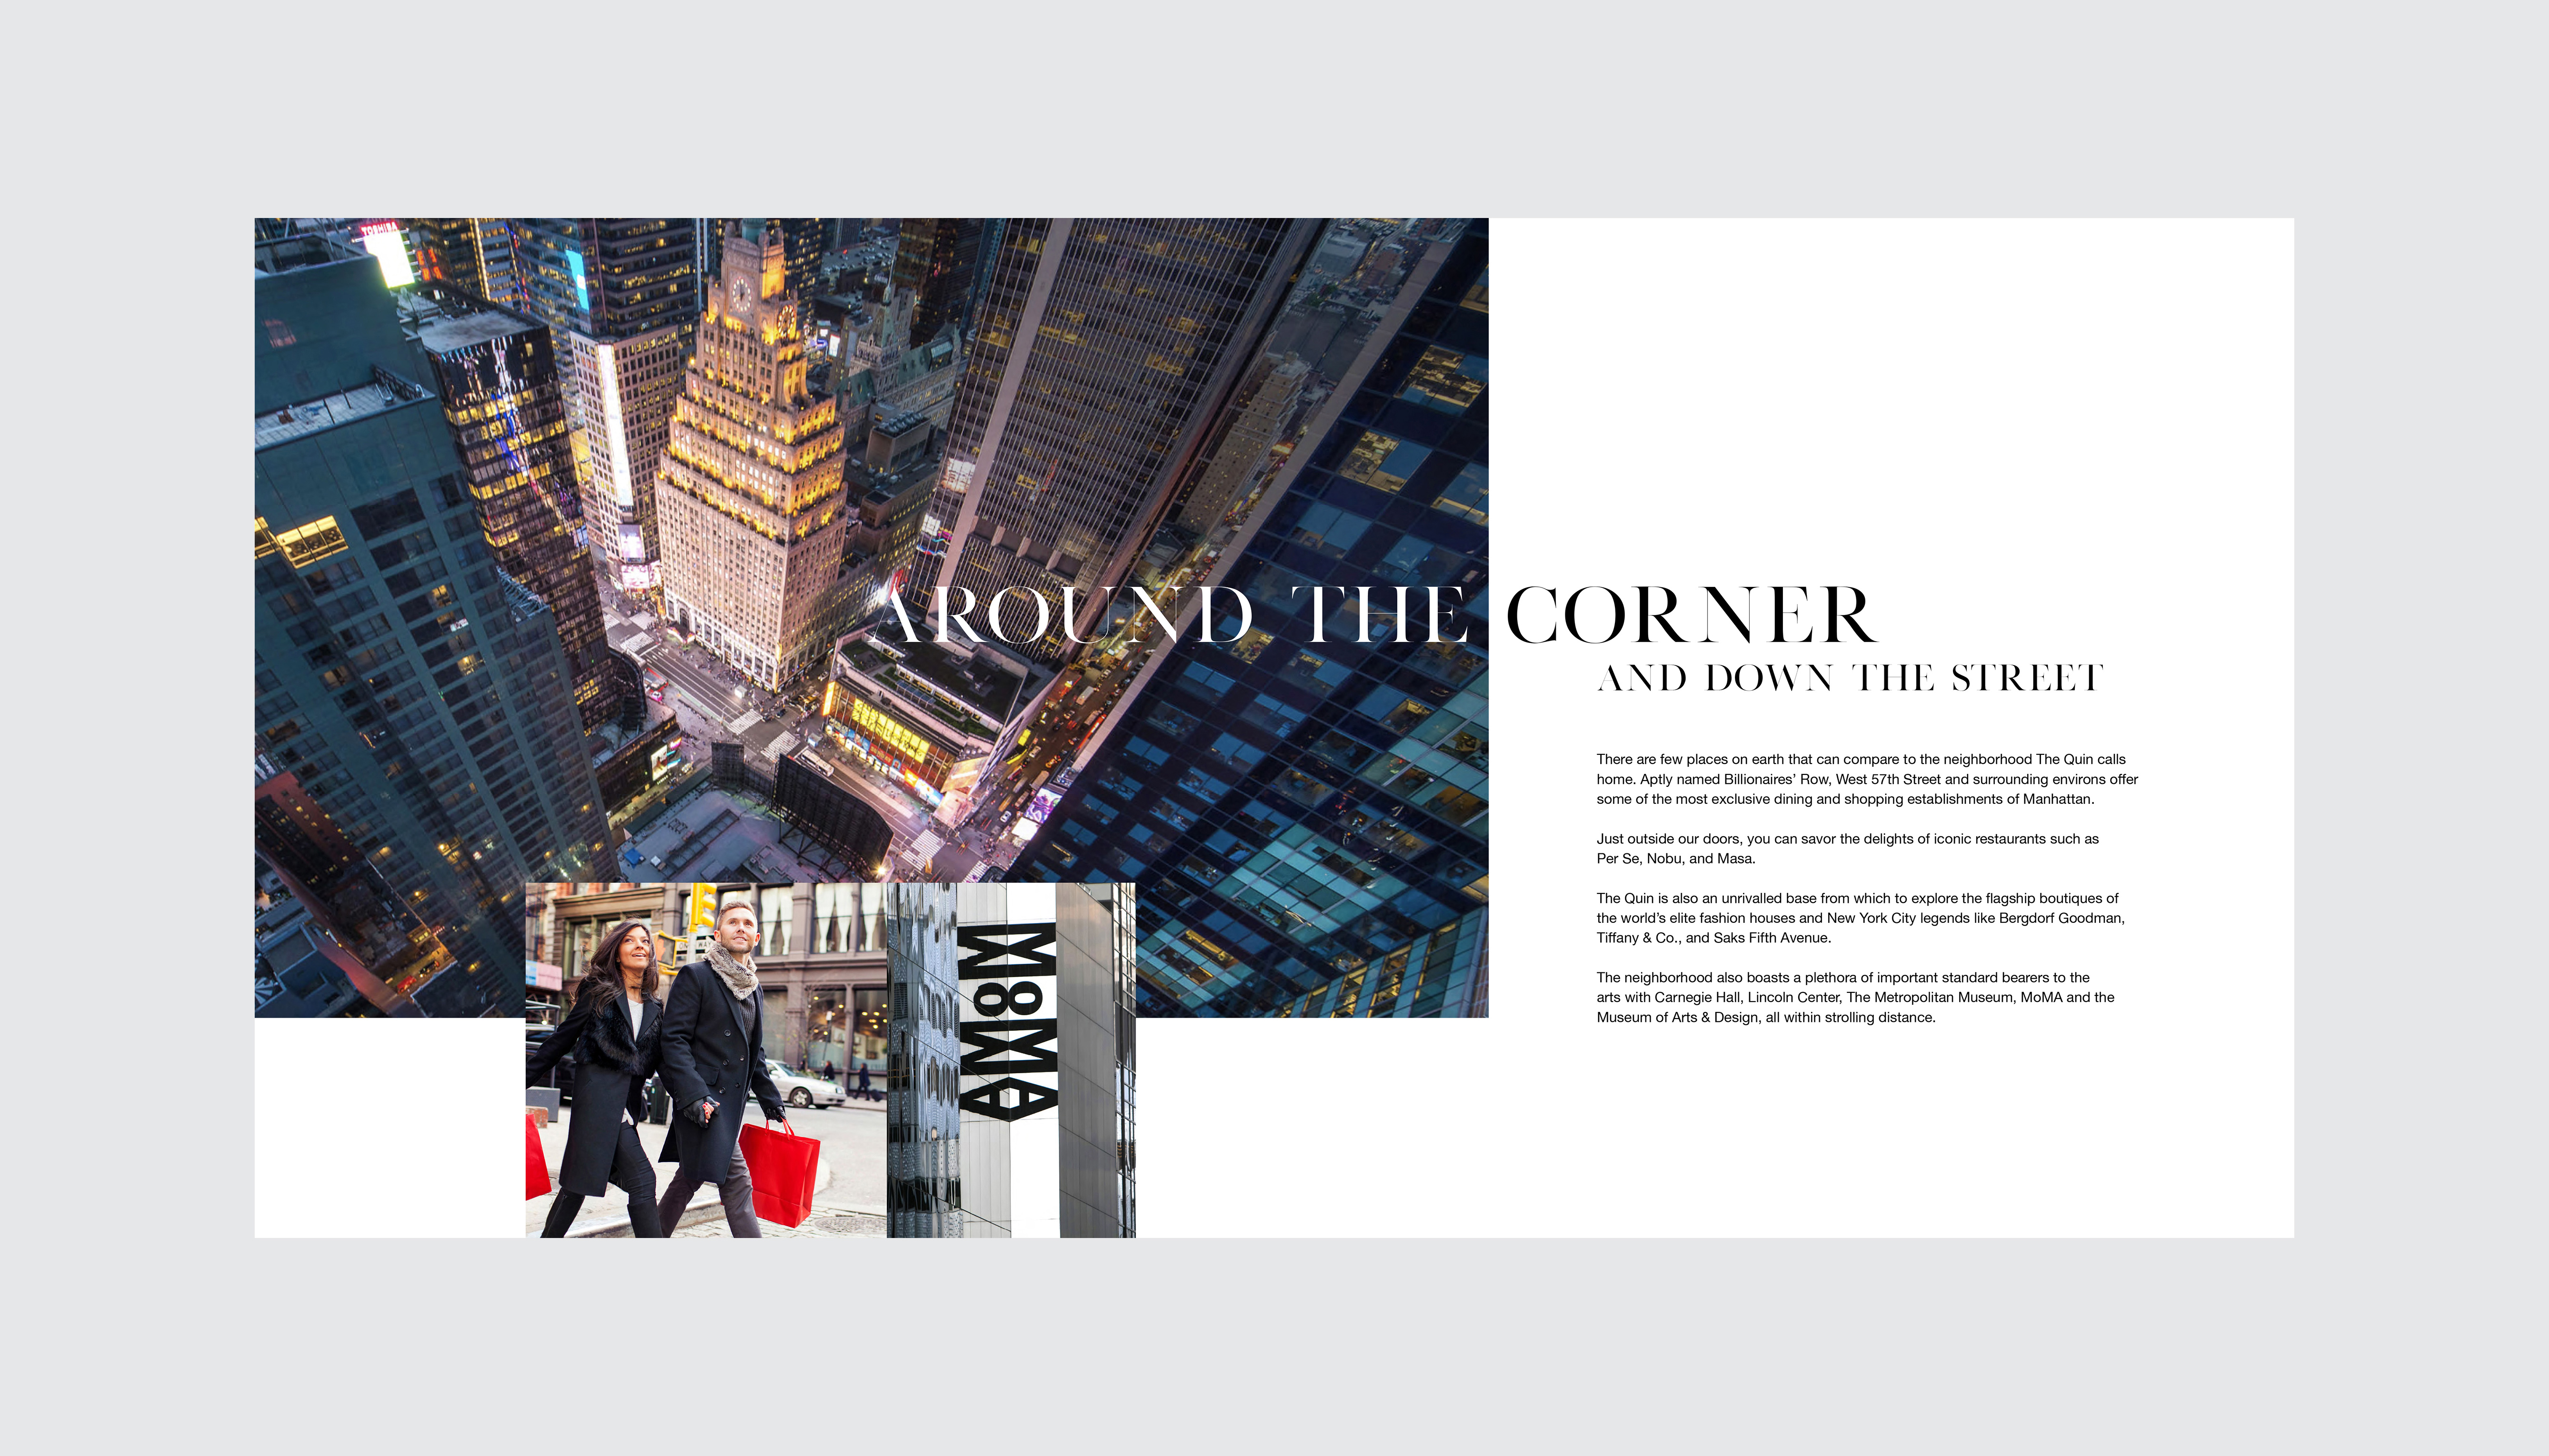 TOSHIBA
AROUND THE CORNER
AND DOWN THE STREET
There are few places on earth that can compare to the neighborhood The Quin calls
home. Aptly named Billionaires’ Row, West 57th Street and surrounding environs offer
some of the most exclusive dining and shopping establishments of Manhattan.
Just outside our doors, you can savor the delights of iconic restaurants such as
Per Se, Nobu, and Masa.
The Quin is also an unrivalled base from which to explore the flagship boutiques of
the world’s elite fashion houses and New York City legends like Bergdorf Goodman,
Tiffany & Co., and Saks Fifth Avenue.
The neighborhood also boasts a plethora of important standard bearers to the
arts with Carnegie Hall, Lincoln Center, The Metropolitan Museum, MoMA and the
Museum of Arts & Design, all within strolling distance.
MoMA